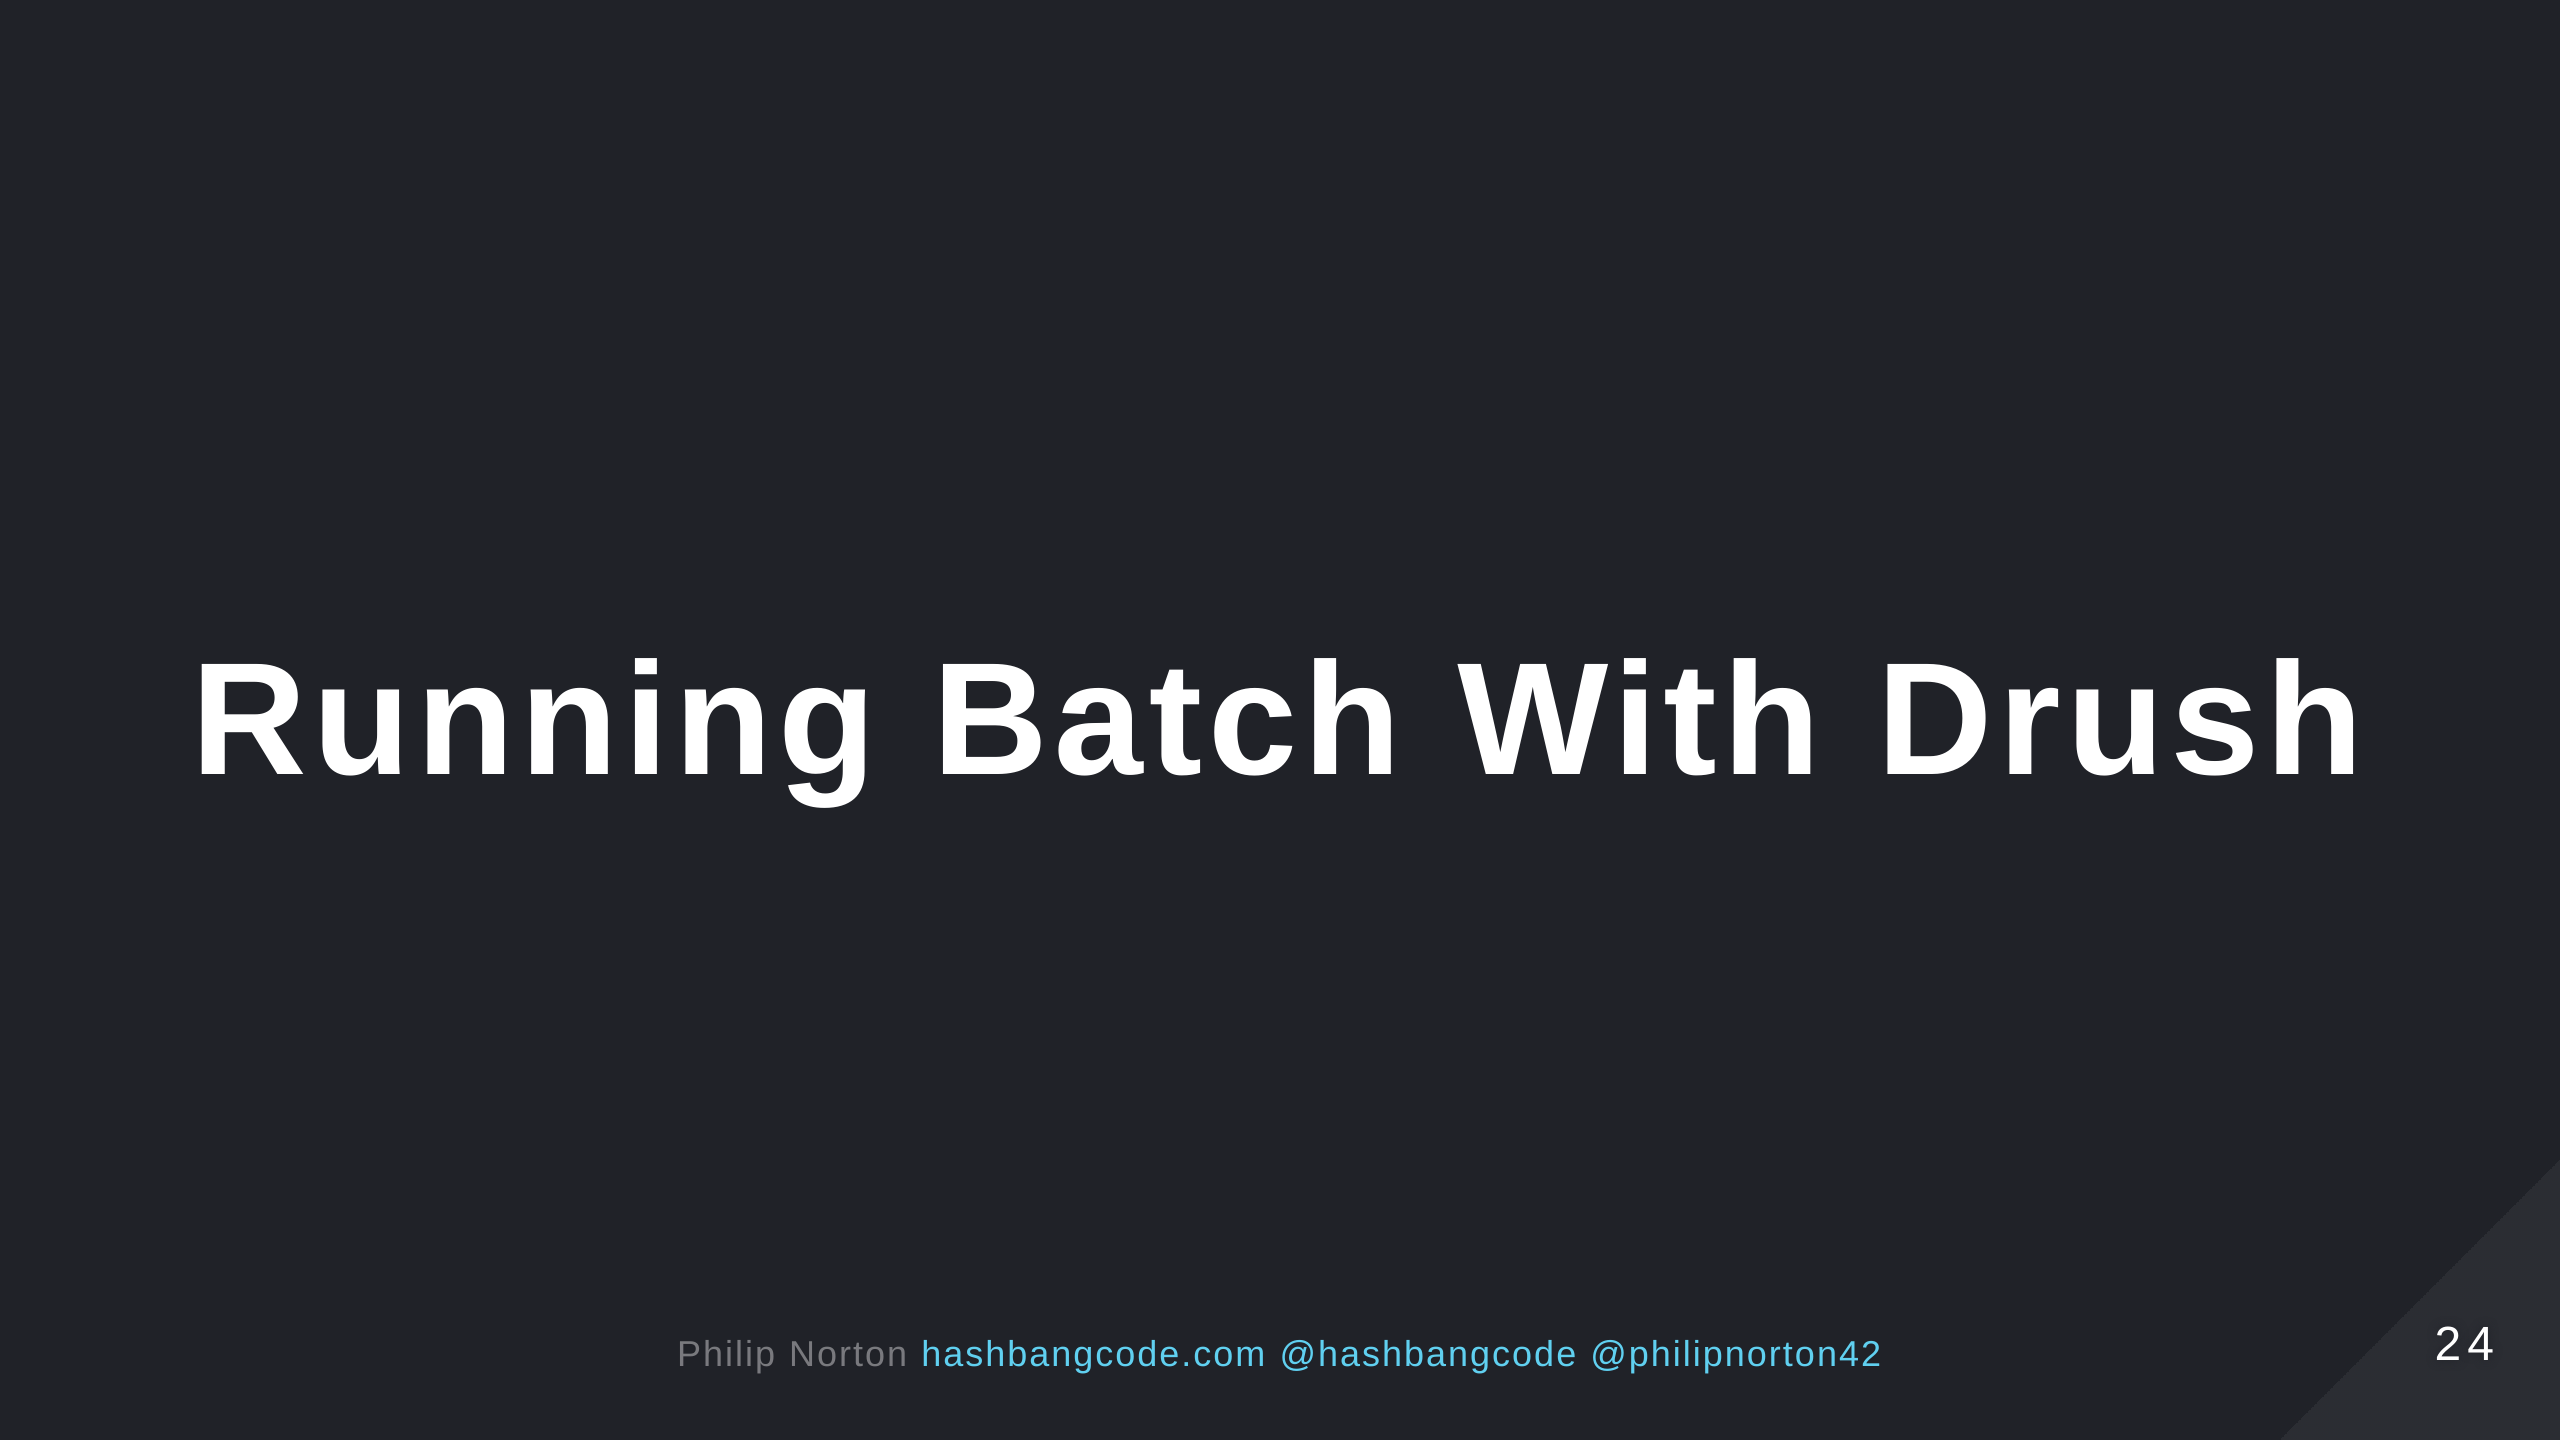 Running Batch With Drush
Philip Norton hashbangcode.com @hashbangcode @philipnorton42
24